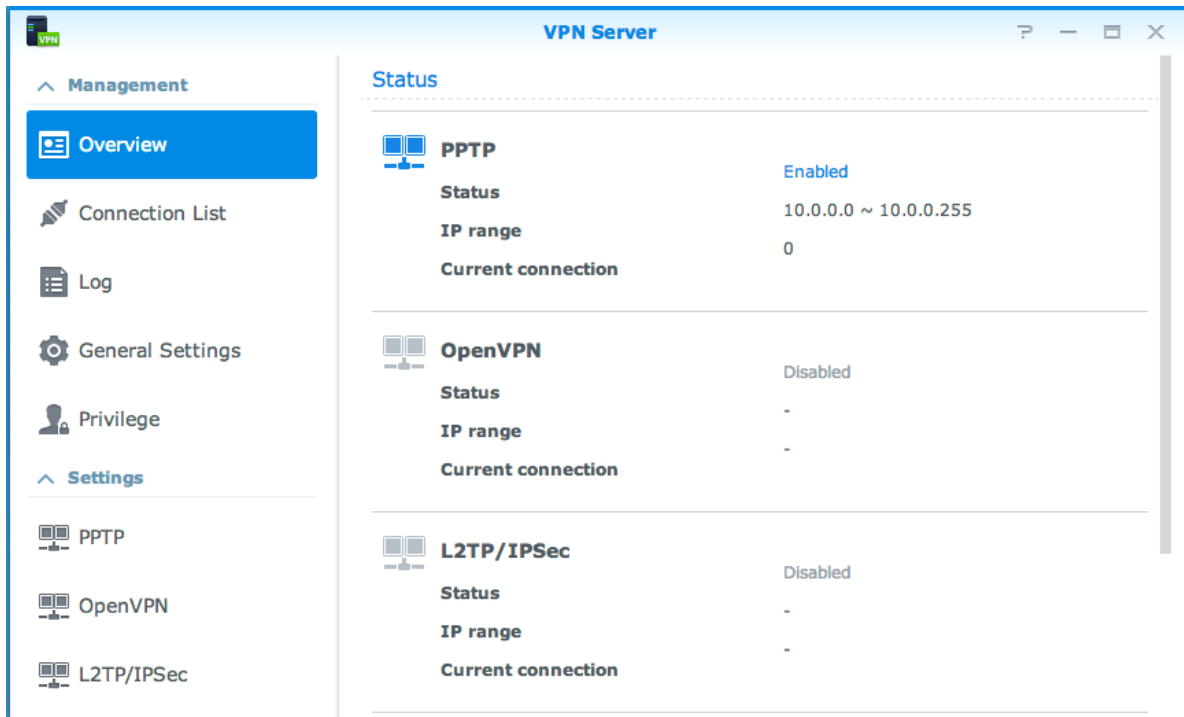 VPN
VPN Server
Management
Overview
Connection List
Log
General Settings
Privilege
Settings
PPTP
OpenVPN
L2TP/IPSec
Status
PPTP
Status
Enabled
IP range
10.0.0.0 ~ 10.0.0.255
Current connection
0
OpenVPN
Status
Disabled
IP range
-
Current connection
-
L2TP/IPSec
Status
Disabled
IP range
-
Current connection
-